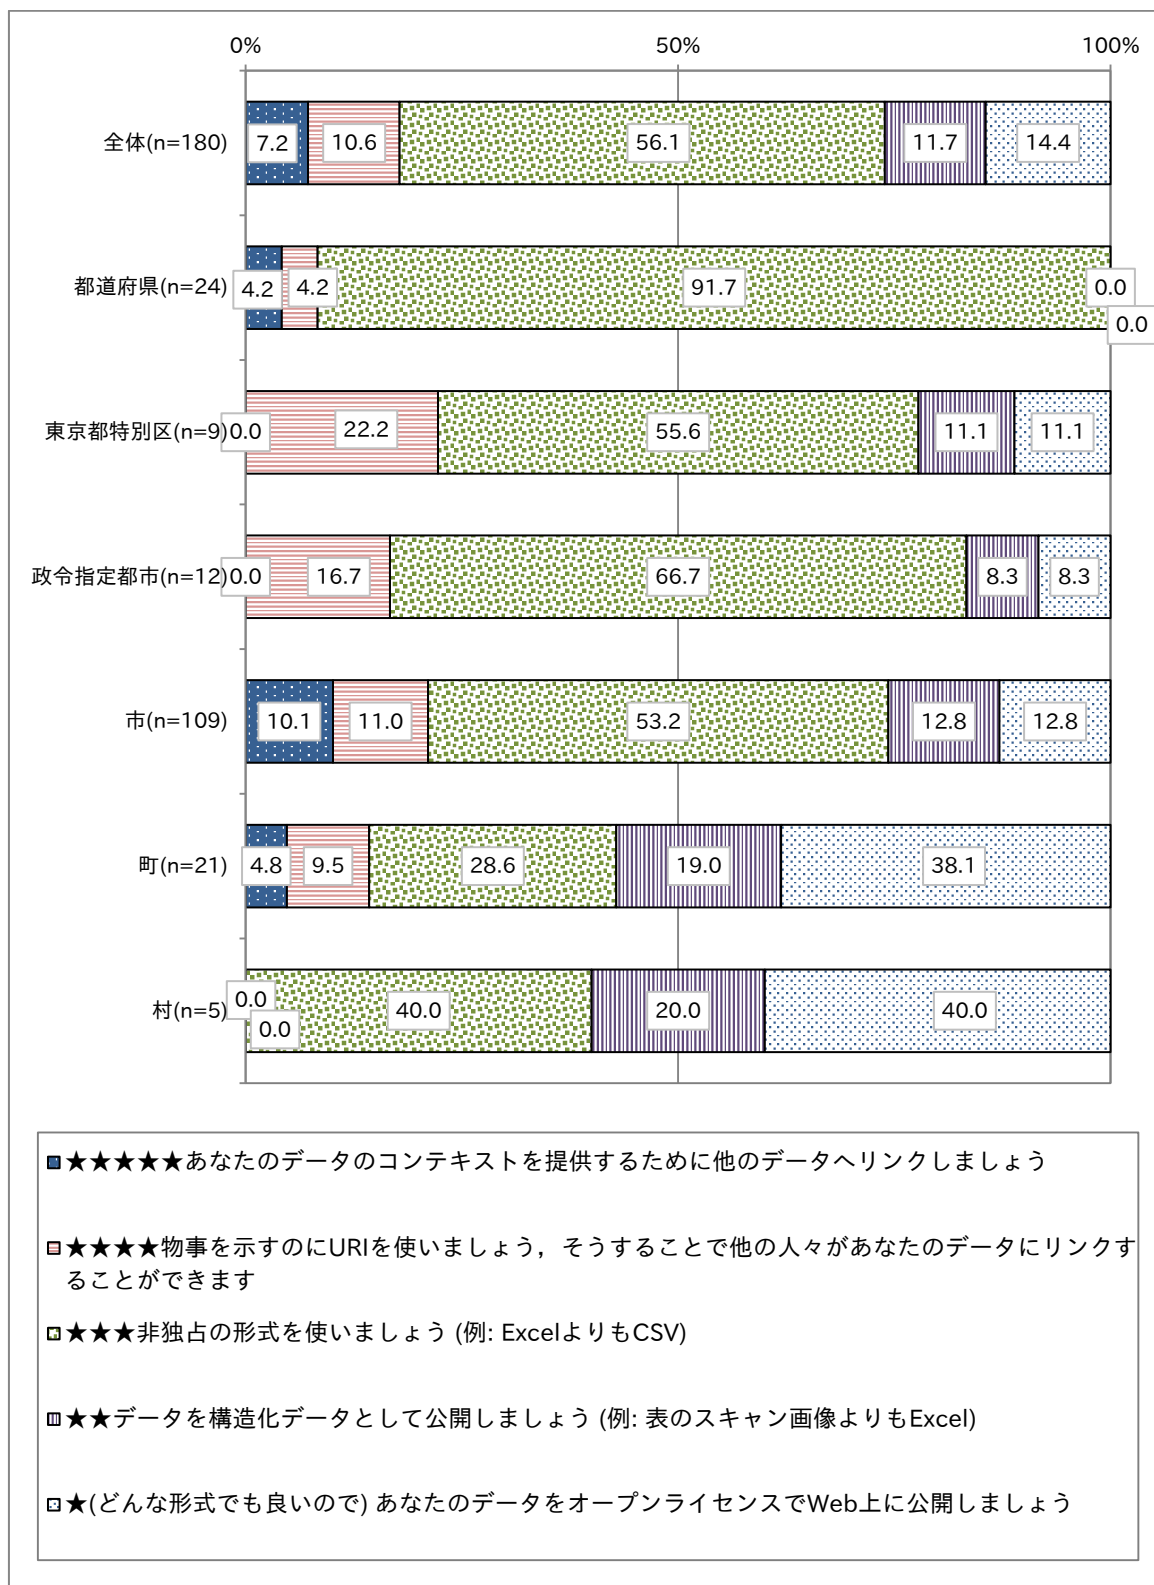 0% 50% 100%
全体(n=180) 7.2 10.6 56.1 11.7 14.4
都道府県(n=24) 4.2 4.2 91.7 0.0
0.0
東京都特別区(n=9) 0.0 22.2 55.6 11.1 11.1
政令指定都市(n=12) 0.0 16.7 66.7 8.3 8.3
市(n=109) 10.1 11.0 53.2 12.8 12.8
町(n=21) 4.8 9.5 28.6 19.0 38.1
村(n=5) 0.0 40.0 20.0 40.0
0.0
★★★★★あなたのデータのコンテキストを提供するために他のデータへリンクしましょう
★★★★物事を示すのにURIを使いましょう，そうすることで他の人々があなたのデータにリンクす
ることができます
★★★非独占の形式を使いましょう (例: ExcelよりもCSV)
★★データを構造化データとして公開しましょう (例: 表のスキャン画像よりもExcel)
★(どんな形式でも良いので) あなたのデータをオープンライセンスでWeb上に公開しましょう